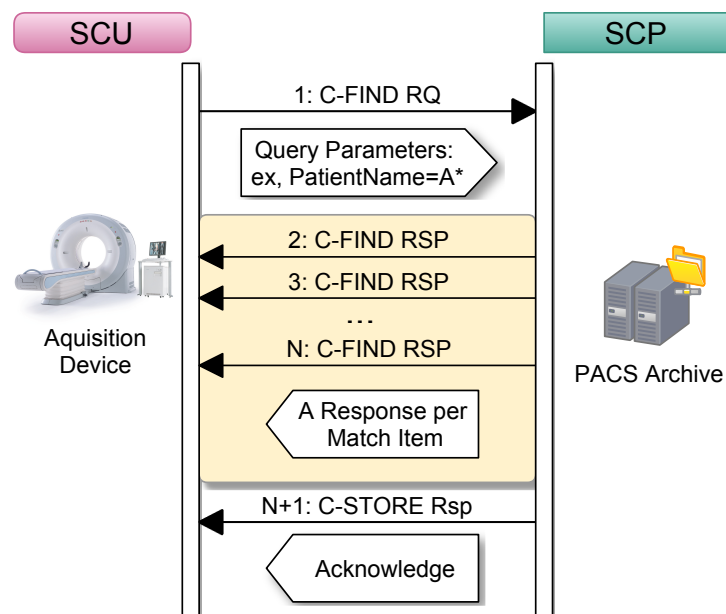 SCU
SCP
1: C-FIND RQ
Query Parameters:
ex, PatientName=A*
2: C-FIND RSP
3: C-FIND RSP
...
N: C-FIND RSP
Aquisition
Device
PACS Archive
A Response per
Match Item
N+1: C-STORE Rsp
Acknowledge